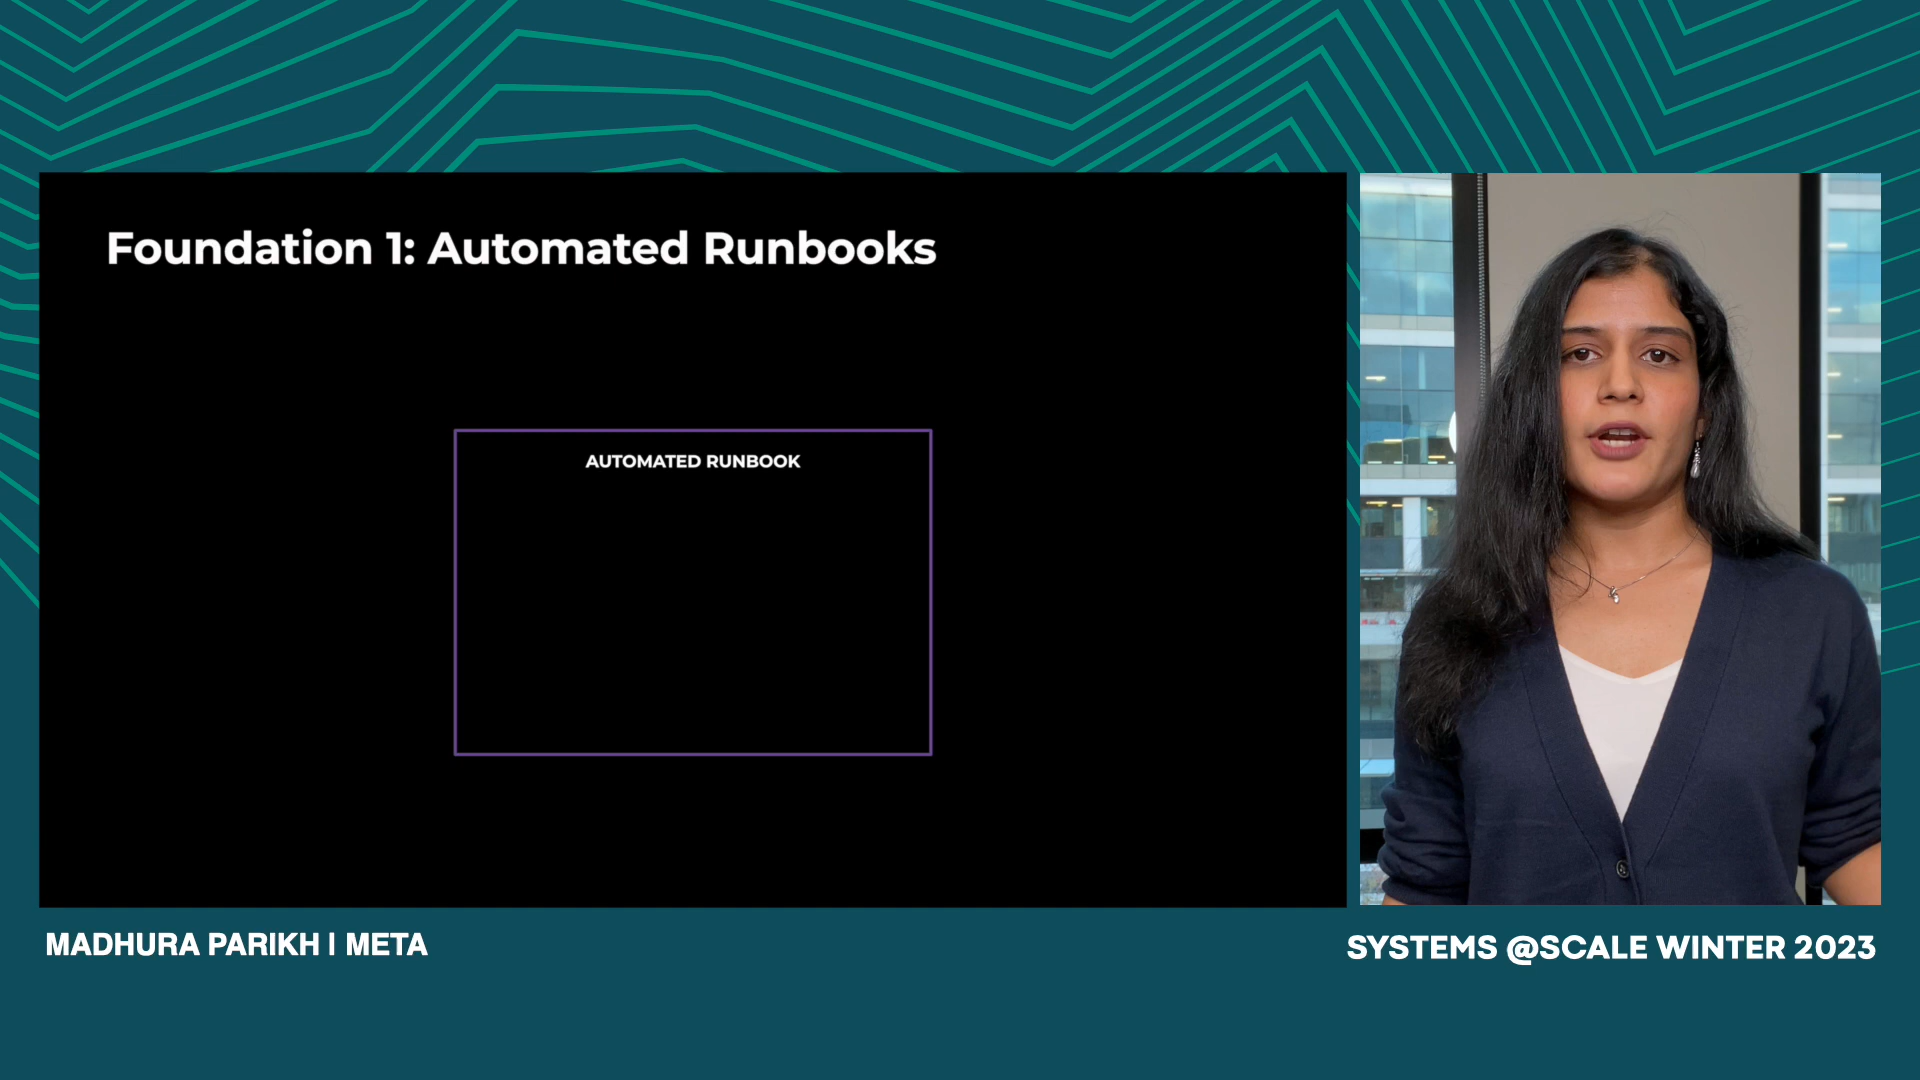 Foundation 1: Automated Runbooks
AUTOMATED RUNBOOK
MADHURA PARIKH | META
SYSTEMS @SCALE WINTER 2023